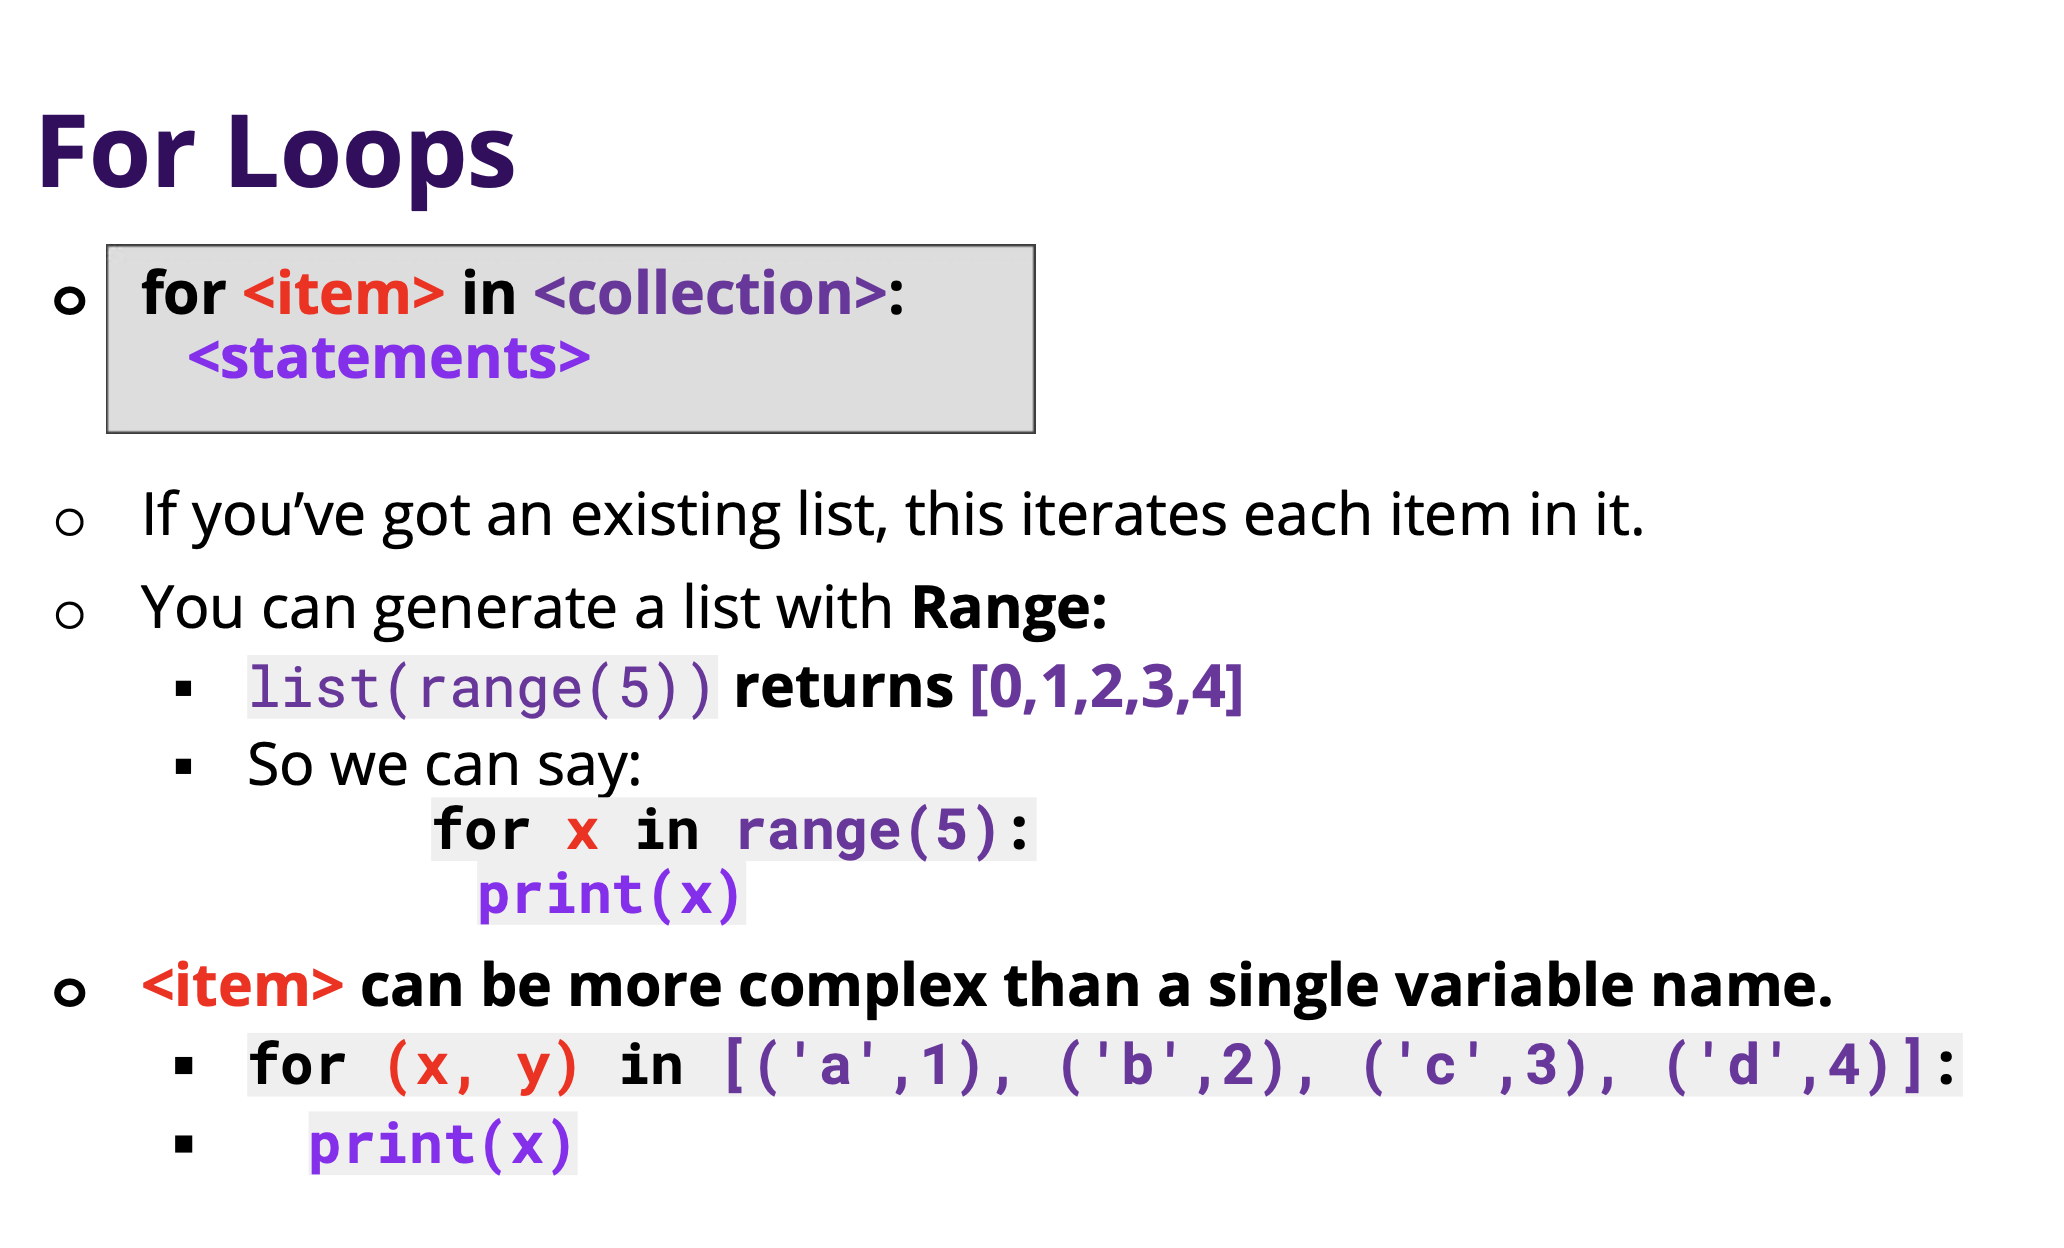 For Loops
for <item> in <collection>:
<statements>
If you’ve got an existing list, this iterates each item in it.
You can generate a list with Range:
list(range(5)) returns [0,1,2,3,4]
So we can say:
for x in range(5):
print(x)
<item> can be more complex than a single variable name.
for (x, y) in [('a',1), ('b',2), ('c',3), ('d',4)]:
print(x)